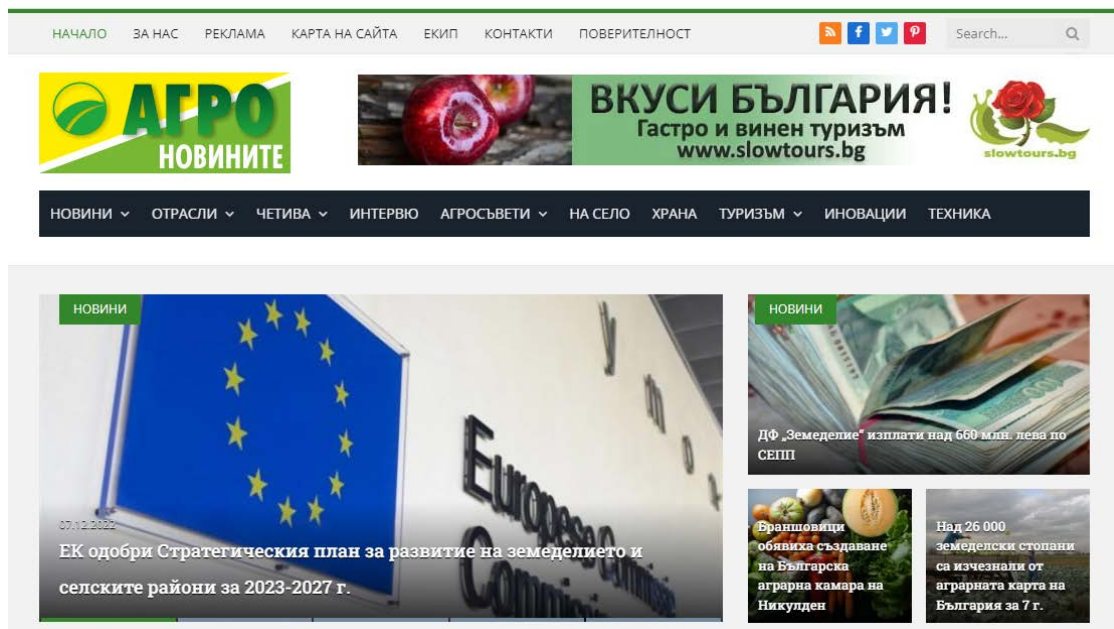 НАЧАЛО ЗА НАС РЕКЛАМА КАРТА НА САЙТА ЕКИП КОНТАКТИ ПОВЕРИТЕЛНОСТ Search...
АГРО
НОВИНИТЕ
ВКУСИ БЪЛГАРИЯ!
Гастро и винен туризъм
www.slowtours.bg
slowtours.bg
НОВИНИ ОТРАСЛИ ЧЕТИВА ИНТЕРВЮ АГРОСЪВЕТИ НА СЕЛО ХРАНА ТУРИЗЪМ ИНОВАЦИИ ТЕХНИКА
НОВИНИ
European
Commission
07.12.2022
ЕК одобри Стратегическия план за развитие на земеделието и
селските райони за 2023-2027 г.
НОВИНИ
ДФ „Земеделие“ изплати над 660 млн. лева по
СЕПП
Браншовици
обявиха създаване
на Българска
аграрна камара на
Никулден
Над 26 000
земеделски стопани
са изчезнали от
аграрната карта на
България за 7 г.